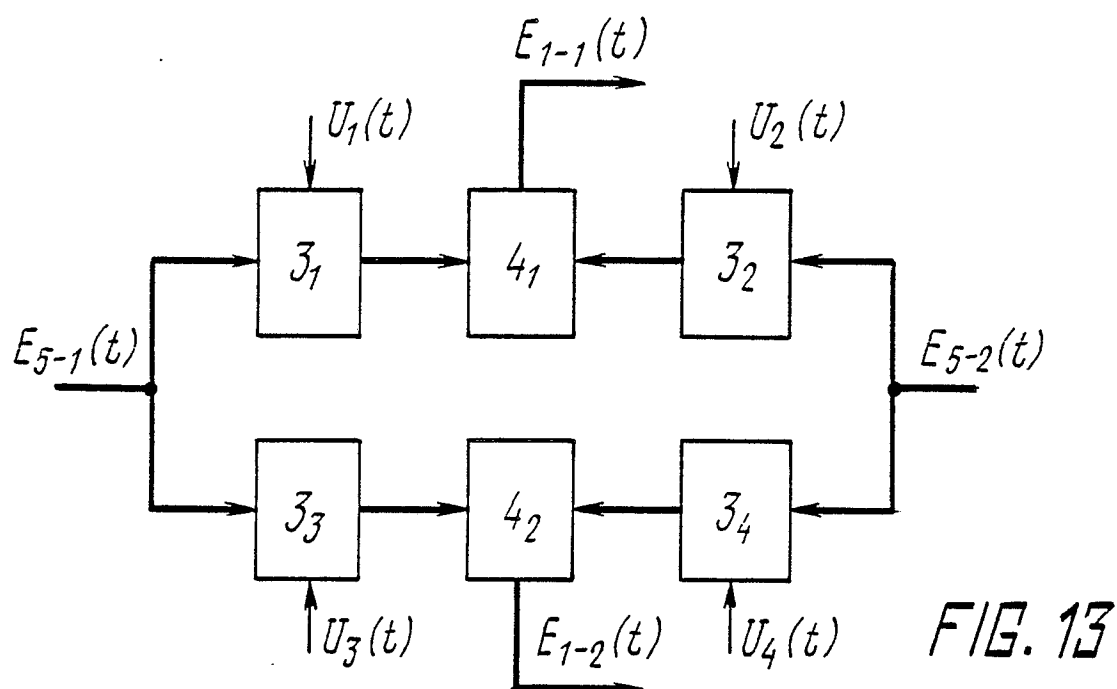 E₁₋₁(t)
U₁(t)
U₂(t)
3₁
4₁
3₂
E₅₋₁(t)
E₅₋₂(t)
3₃
4₂
3₄
U₃(t)
E₁₋₂(t)
U₄(t)
FIG. 13